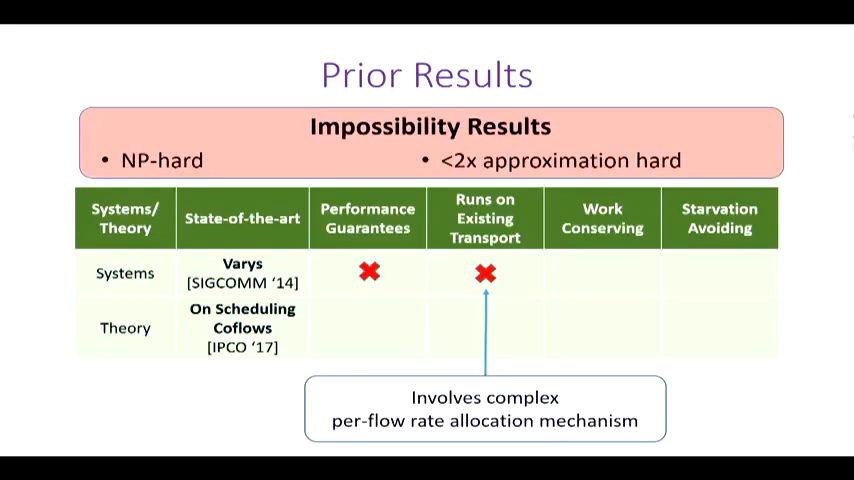 Prior Results
Impossibility Results
• NP-hard
• <2x approximation hard
Systems/
Theory
State-of-the-art
Performance
Guarantees
Runs on
Existing
Transport
Work
Conserving
Starvation
Avoiding
Systems
Varys
[SIGCOMM ‘14]
Theory
On Scheduling
Coflows
[IPCO ‘17]
Involves complex
per-flow rate allocation mechanism